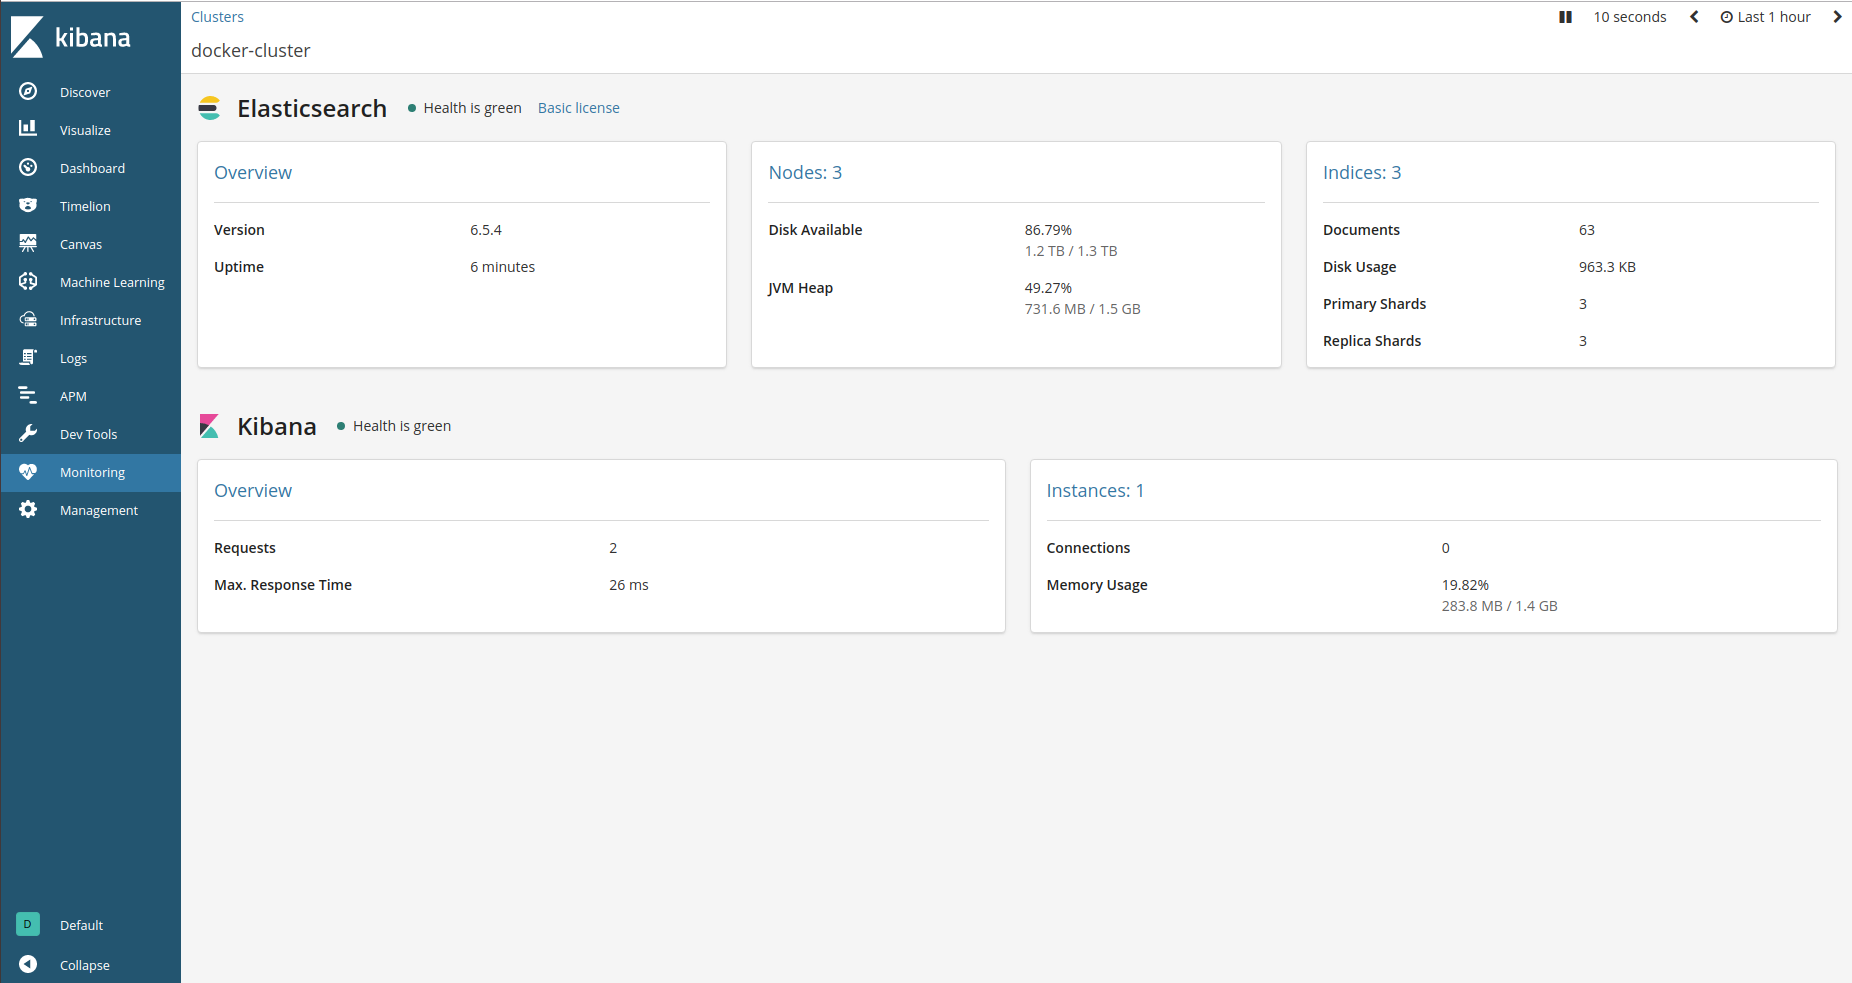 kibana
Discover
Visualize
Dashboard
Timelion
Canvas
Machine Learning
Infrastructure
Logs
APM
Dev Tools
Monitoring
Management
D Default
Collapse
Clusters
10 seconds Last 1 hour
docker-cluster
Elasticsearch Health is green Basic license
Overview
Version 6.5.4
Uptime 6 minutes
Nodes: 3
Disk Available 86.79%
1.2 TB / 1.3 TB
JVM Heap 49.27%
731.6 MB / 1.5 GB
Indices: 3
Documents 63
Disk Usage 963.3 KB
Primary Shards 3
Replica Shards 3
Kibana Health is green
Overview
Requests 2
Max. Response Time 26 ms
Instances: 1
Connections 0
Memory Usage 19.82%
283.8 MB / 1.4 GB